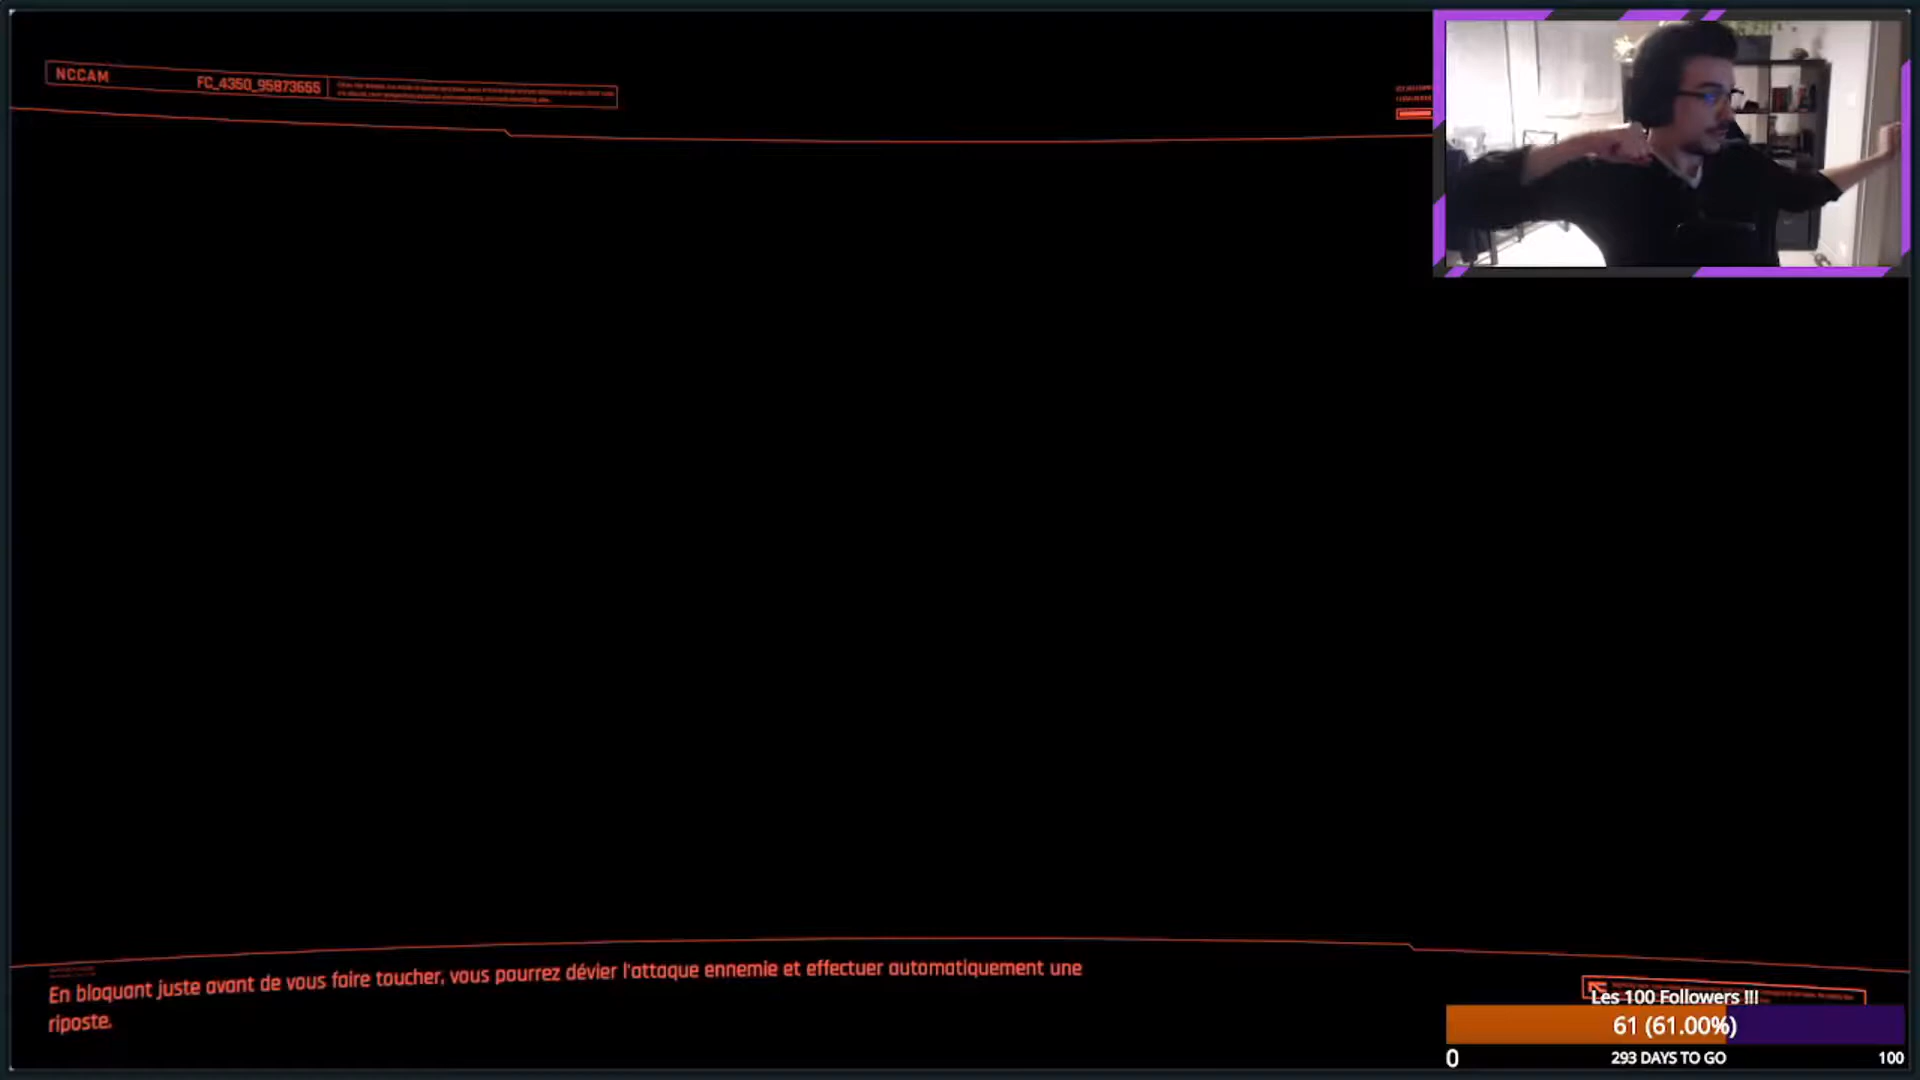 NCCAM
FC_4350_95873655
En bloquant juste avant de vous faire toucher, vous pourrez dévier l'attaque ennemie et effectuer automatiquement une
riposte.
Les 100 Followers !!!
61 (61.00%)
0
293 DAYS TO GO
100